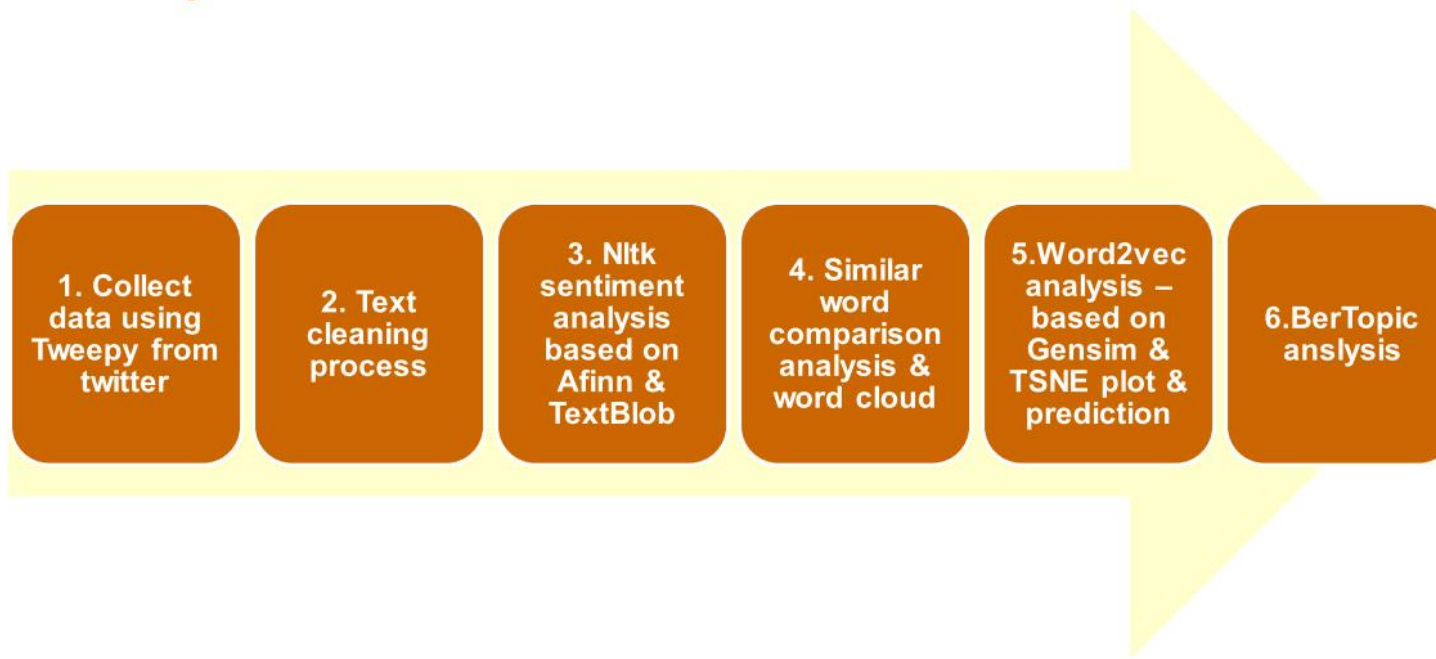 1. Collect
data using
Tweepy from
twitter
2. Text
cleaning
process
3. Nltk
sentiment
analysis
based on
Afinn &
TextBlob
4. Similar
word
comparison
analysis &
word cloud
5.Word2vec
analysis –
based on
Gensim &
TSNE plot &
prediction
6.BerTopic
anslysis